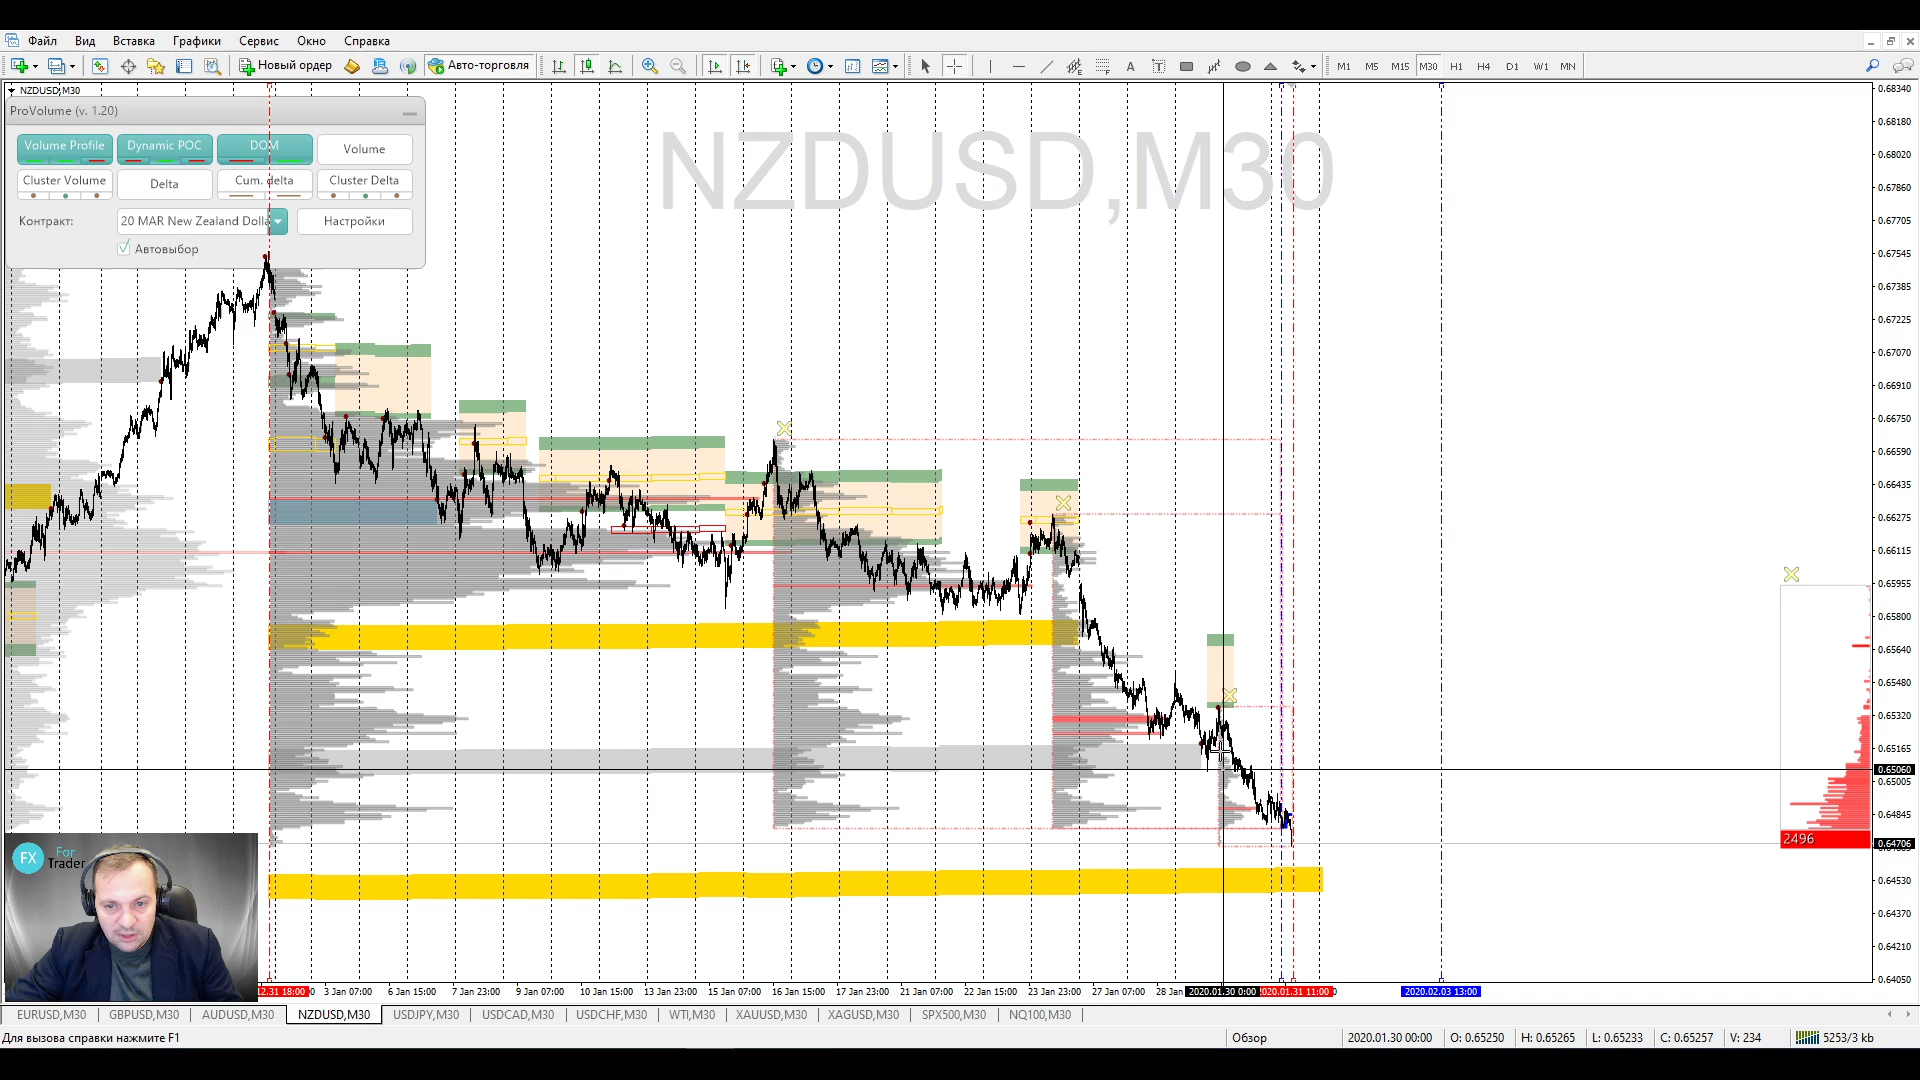 Файл Вид Вставка Графики Сервис Окно Справка
Новый ордер Авто-торговля A T M1 M5 M15 M30 H1 H4 D1 W1 MN
NZDUSD,M30
ProVolume (v. 1.20)
Volume Profile Dynamic POC DOM Volume
Cluster Volume Delta Cum. delta Cluster Delta
Контракт: 20 MAR New Zealand Dolla Настройки
Автовыбор
NZDUSD,M30
0.68340
0.68180
0.68020
0.67860
0.67705
0.67545
0.67385
0.67225
0.67070
0.66910
0.66750
0.66590
0.66435
0.66275
0.66115
0.65955
0.65800
0.65640
0.65480
0.65320
0.65165
0.65060
0.65005
0.64845
2496
0.64706
0.64530
0.64370
0.64210
0.64050
FX For Trader
12.31 18:00 3 Jan 07:00 6 Jan 15:00 7 Jan 23:00 9 Jan 07:00 10 Jan 15:00 13 Jan 23:00 15 Jan 07:00 16 Jan 15:00 17 Jan 23:00 21 Jan 07:00 22 Jan 15:00 23 Jan 23:00 27 Jan 07:00 28 Jan 2020.01.30 0:00 2020.01.31 11:00 2020.02.03 13:00
EURUSD,M30 GBPUSD,M30 AUDUSD,M30 NZDUSD,M30 USDJPY,M30 USDCAD,M30 USDCHF,M30 WTI,M30 XAUUSD,M30 XAGUSD,M30 SPX500,M30 NQ100,M30
Для вызова справки нажмите F1 Обзор 2020.01.30 00:00 O: 0.65250 H: 0.65265 L: 0.65233 C: 0.65257 V: 234 5253/3 kb